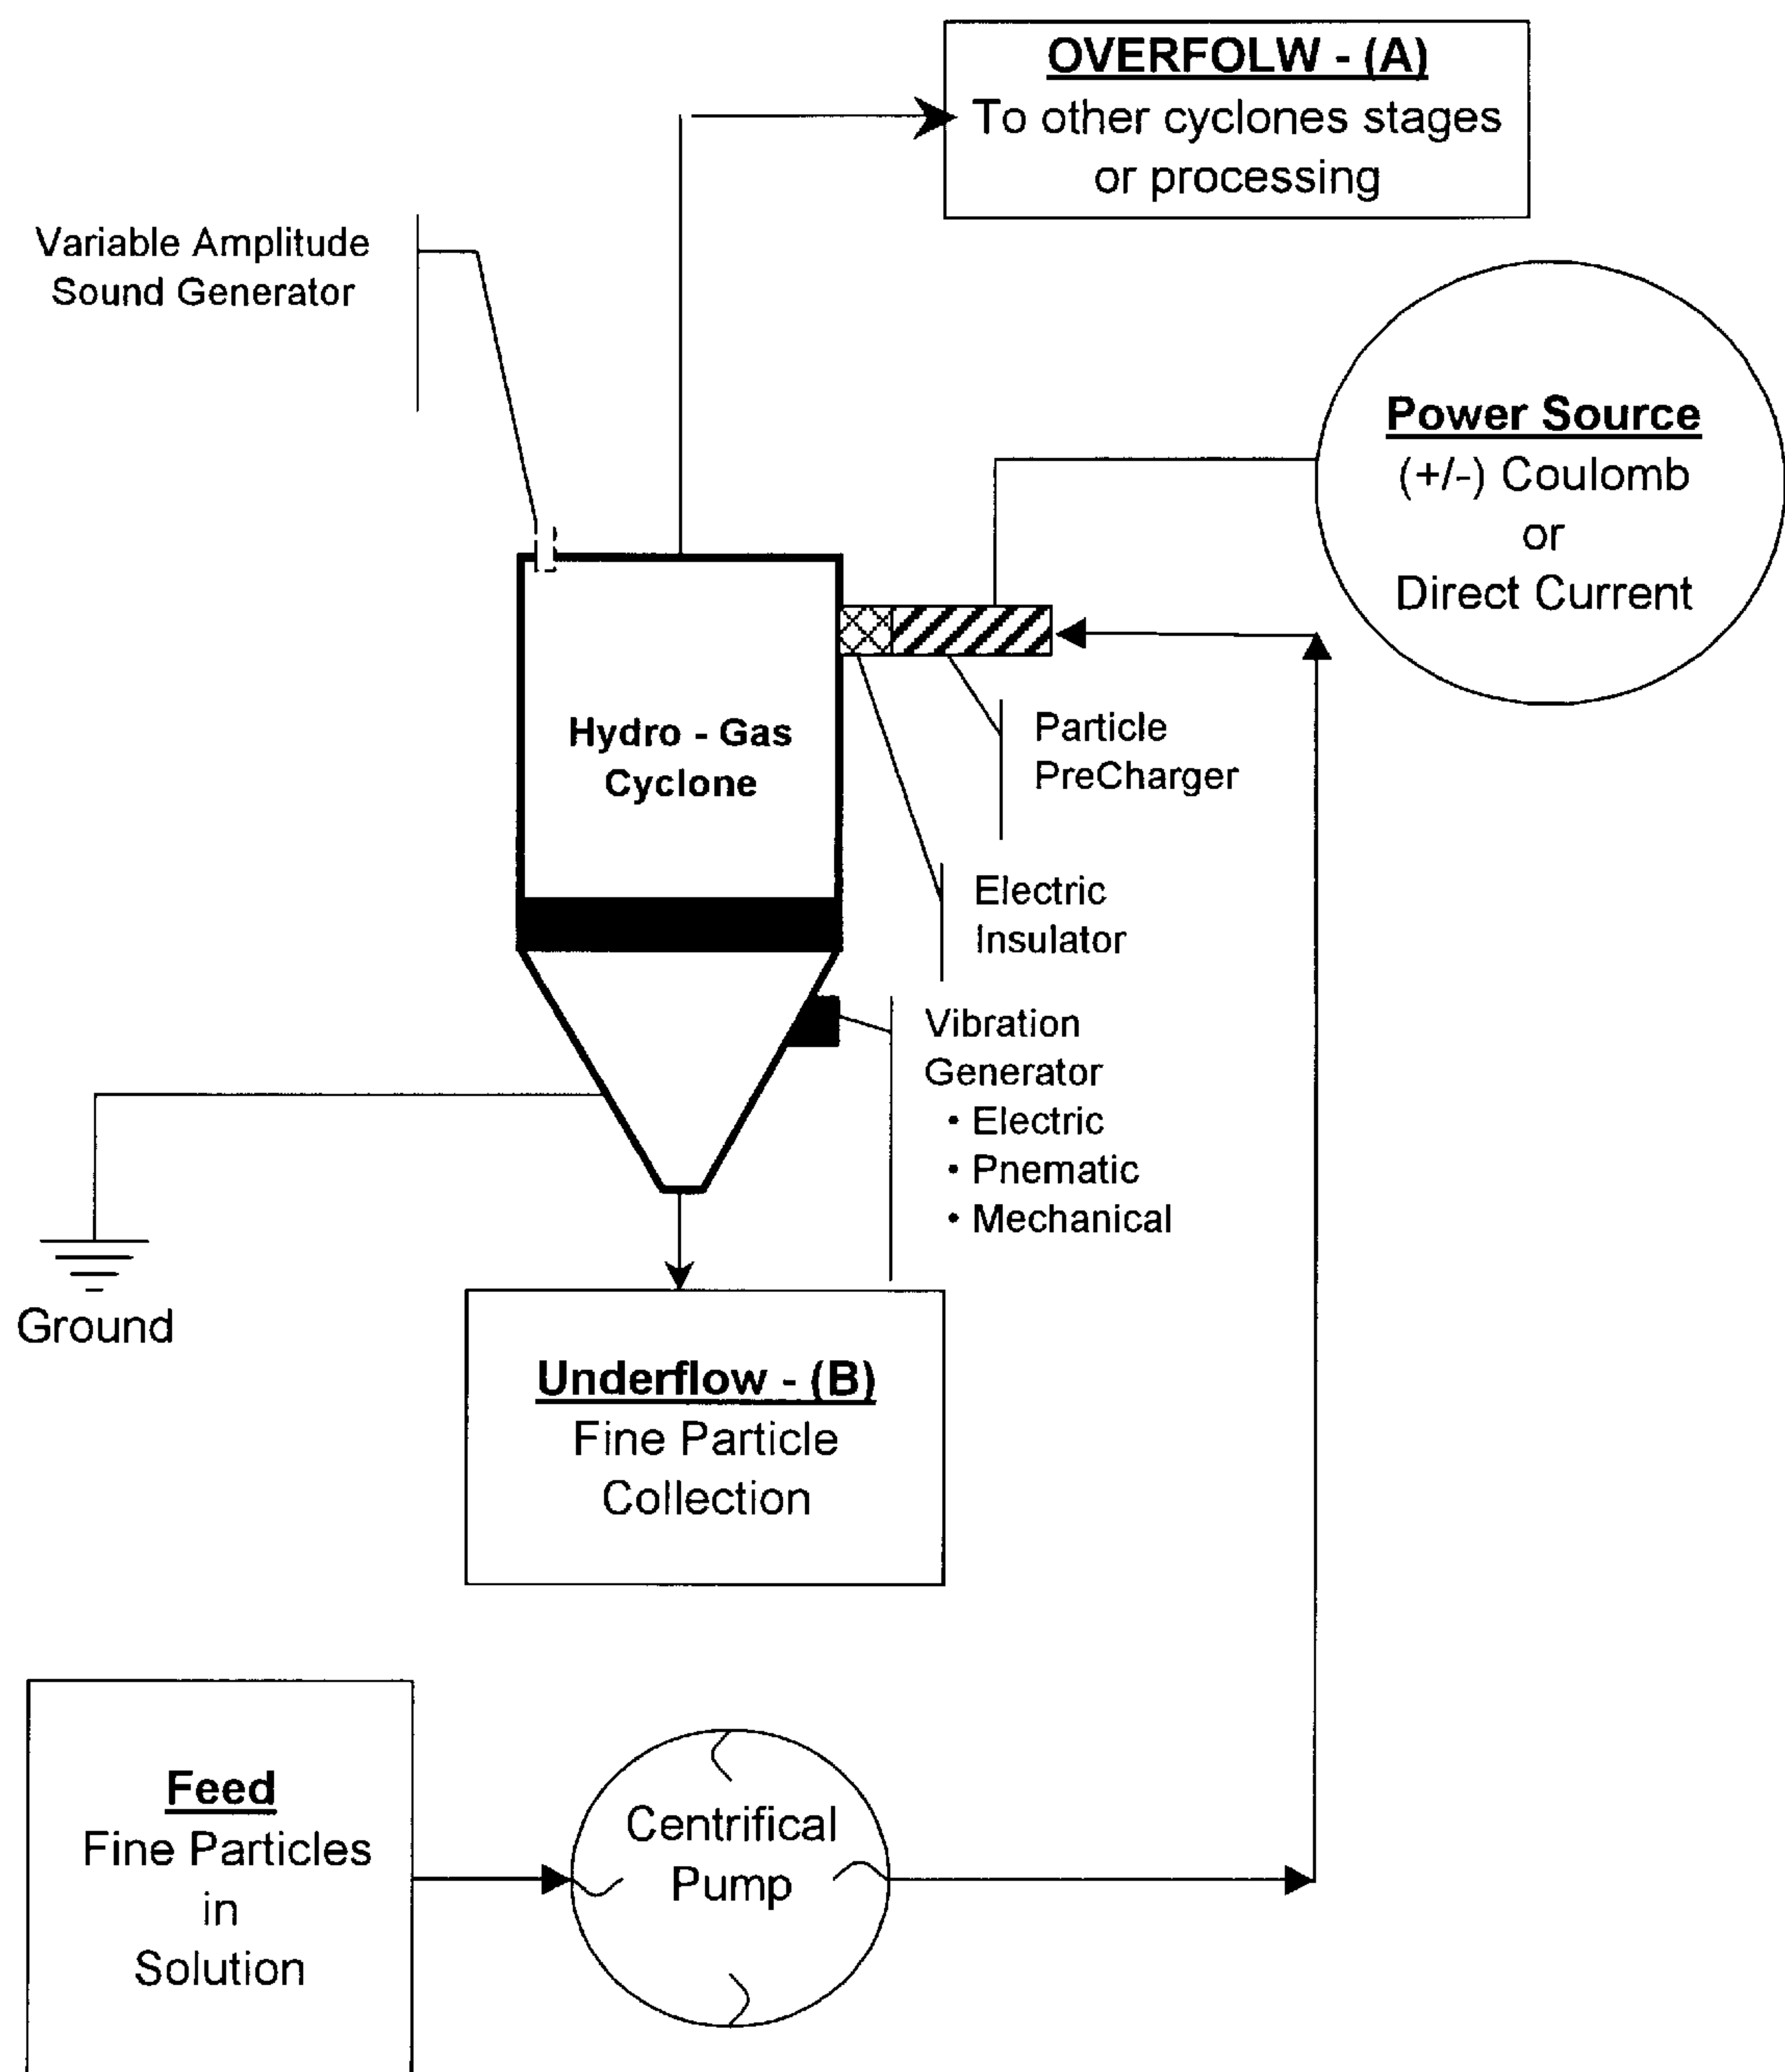 OVERFOLW - (A)
To other cyclones stages
or processing
Variable Amplitude
Sound Generator
Power Source
(+/-) Coulomb
or
Direct Current
Hydro - Gas
Cyclone
Particle
PreCharger
Electric
Insulator
Vibration
Generator
• Electric
• Pnematic
• Mechanical
Ground
Underflow - (B)
Fine Particle
Collection
Feed
Fine Particles
in
Solution
Centrifical
Pump